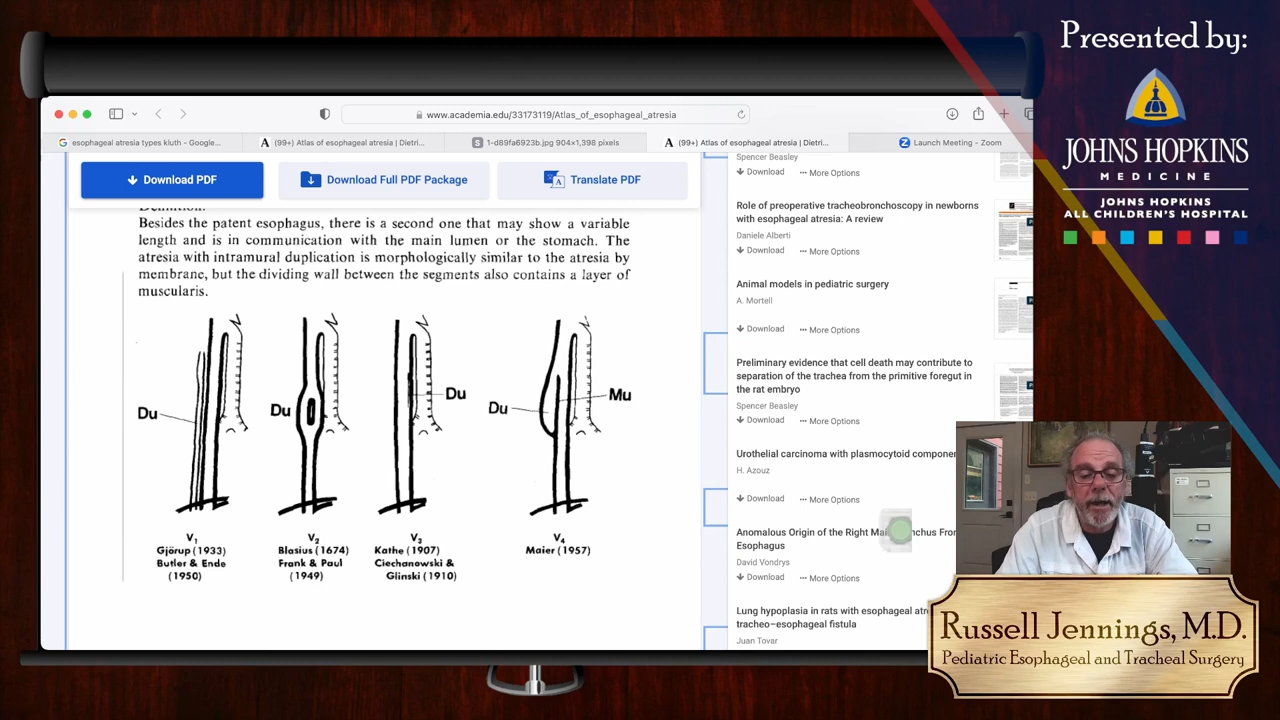 Presented by:
JOHNS HOPKINS
MEDICINE
JOHNS HOPKINS
ALL CHILDREN'S HOSPITAL
www.academia.edu/33173119/Atlas_of_esophageal_atresia
esophageal atresia types kluth - Google...
(99+) Atlas of esophageal atresia | Dietri...
1-d89fa6923b.jpg 904×1,398 pixels
(99+) Atlas of esophageal atresia | Dietri...
Launch Meeting - Zoom
Download PDF
Download Full PDF Package
Translate PDF
Definition:
Besides the patent esophagus there is a second one that may show a variable
length and is in communication with the main lumen or the stomach. The
atresia with intramural duplication is morphologically similar to the atresia by
membrane, but the dividing wall between the segments also contains a layer of
muscularis.
Du
Du
Du
Du
Mu
V1
Gjörup (1933)
Butler & Ende
(1950)
V2
Blasius (1674)
Frank & Paul
(1949)
V3
Kathe (1907)
Ciechanowski &
Glinski (1910)
V4
Maier (1957)
Spencer Beasley
Download
••• More Options
Role of preoperative tracheobronchoscopy in newborns
with esophageal atresia: A review
Daniele Alberti
Download
••• More Options
Animal models in pediatric surgery
A. Mortell
Download
••• More Options
Preliminary evidence that cell death may contribute to
separation of the trachea from the primitive foregut in
the rat embryo
Spencer Beasley
Download
••• More Options
Urothelial carcinoma with plasmocytoid componen
H. Azouz
Download
••• More Options
Anomalous Origin of the Right Mai nchus From
Esophagus
David Vondrys
Download
••• More Options
Lung hypoplasia in rats with esophageal atre
tracheo-esophageal fistula
Juan Tovar
Russell Jennings, M.D.
Pediatric Esophageal and Tracheal Surgery